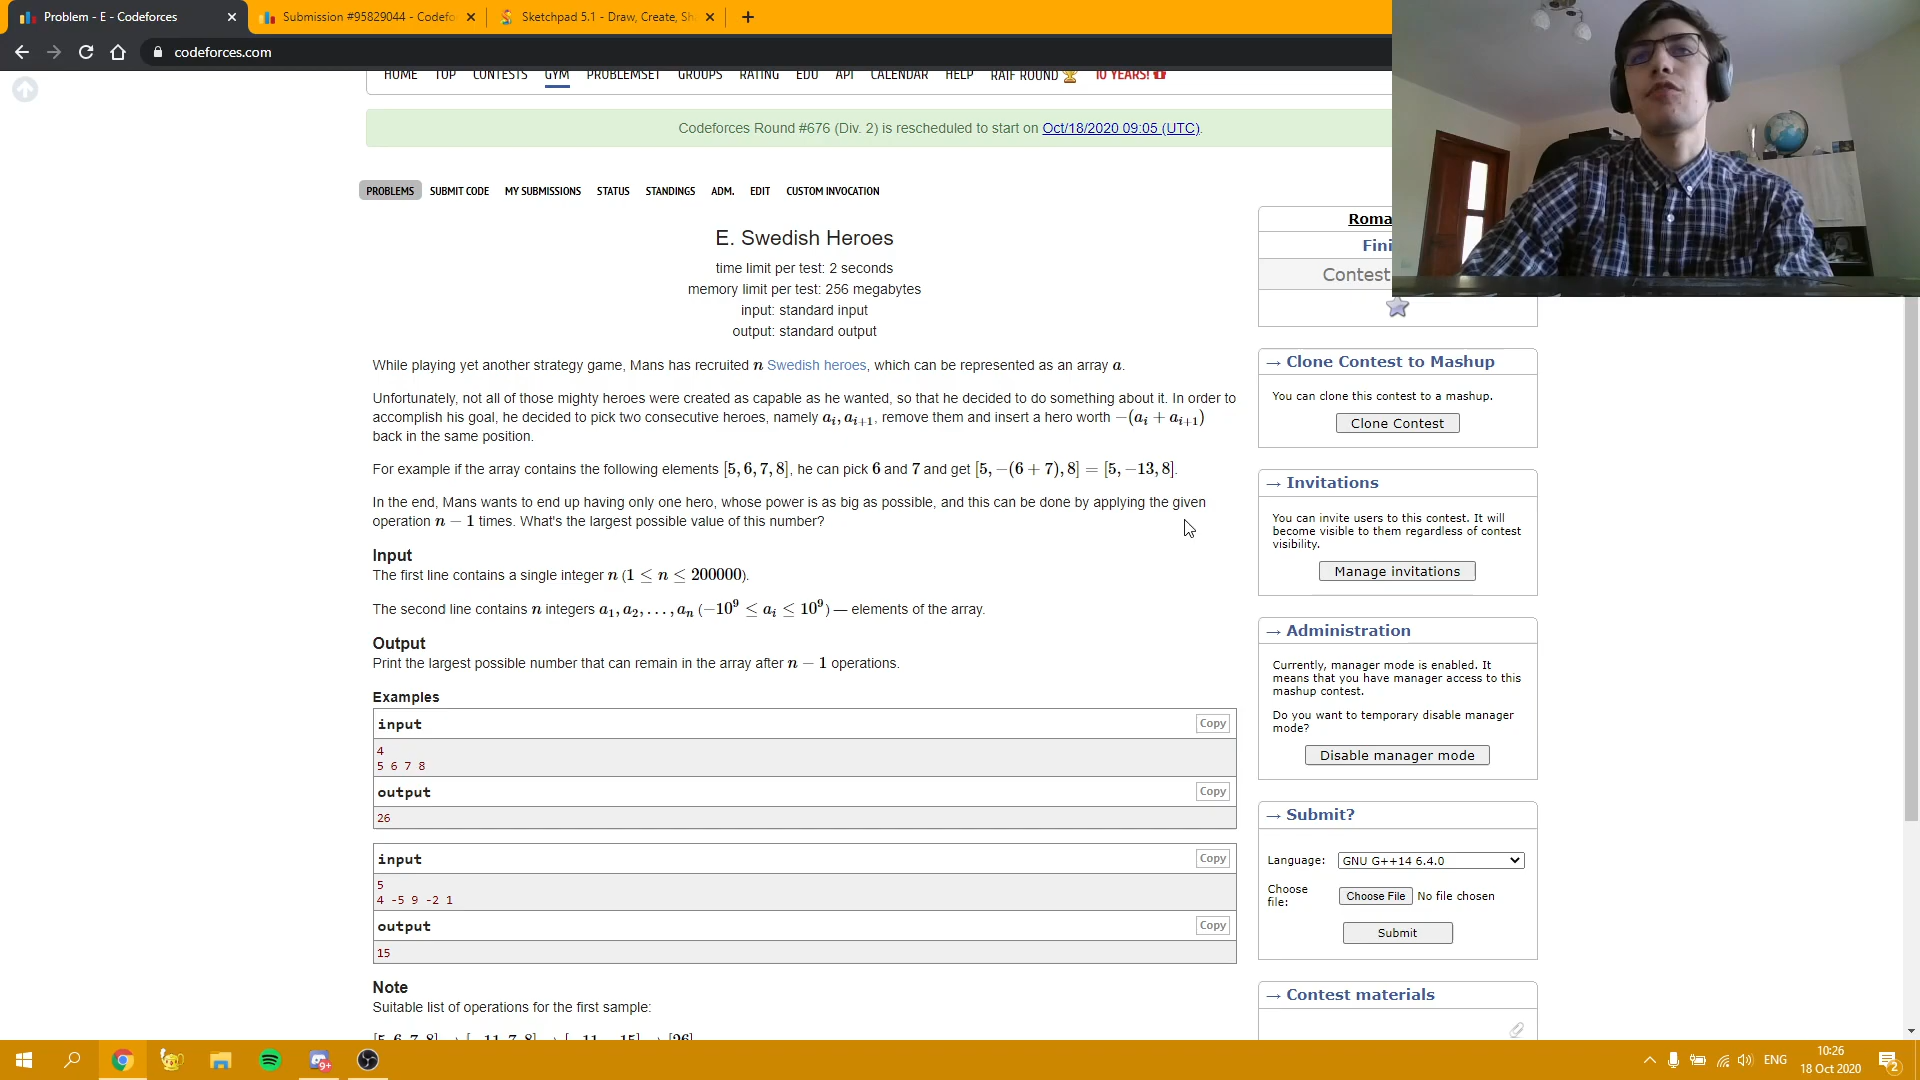 Problem - E - Codeforces
Submission #95829044 - Codefo
Sketchpad 5.1 - Draw, Create, Sh
codeforces.com
HOME TOP CONTESTS GYM PROBLEMSET GROUPS RATING EDU API CALENDAR HELP RAIF ROUND 10 YEARS!
Codeforces Round #676 (Div. 2) is rescheduled to start on Oct/18/2020 09:05 (UTC).
PROBLEMS SUBMIT CODE MY SUBMISSIONS STATUS STANDINGS ADM. EDIT CUSTOM INVOCATION
E. Swedish Heroes
time limit per test: 2 seconds
memory limit per test: 256 megabytes
input: standard input
output: standard output
While playing yet another strategy game, Mans has recruited n Swedish heroes, which can be represented as an array a.
Unfortunately, not all of those mighty heroes were created as capable as he wanted, so that he decided to do something about it. In order to
accomplish his goal, he decided to pick two consecutive heroes, namely a_i, a_{i+1}, remove them and insert a hero worth −(a_i + a_{i+1})
back in the same position.
For example if the array contains the following elements [5, 6, 7, 8], he can pick 6 and 7 and get [5, −(6 + 7), 8] = [5, −13, 8].
In the end, Mans wants to end up having only one hero, whose power is as big as possible, and this can be done by applying the given
operation n − 1 times. What's the largest possible value of this number?
Input
The first line contains a single integer n (1 ≤ n ≤ 200000).
The second line contains n integers a_1, a_2, . . . , a_n (−10^9 ≤ a_i ≤ 10^9) — elements of the array.
Output
Print the largest possible number that can remain in the array after n − 1 operations.
Examples
input
Copy
4
5 6 7 8
output
Copy
26
input
Copy
5
4 -5 9 -2 1
output
Copy
15
Note
Suitable list of operations for the first sample:
Roma
Fini
Contest
→ Clone Contest to Mashup
You can clone this contest to a mashup.
Clone Contest
→ Invitations
You can invite users to this contest. It will
become visible to them regardless of contest
visibility.
Manage invitations
→ Administration
Currently, manager mode is enabled. It
means that you have manager access to this
mashup contest.
Do you want to temporary disable manager
mode?
Disable manager mode
→ Submit?
Language: GNU G++14 6.4.0
Choose
file:
Choose File No file chosen
Submit
→ Contest materials
9+
ENG
10:26
18 Oct 2020
2